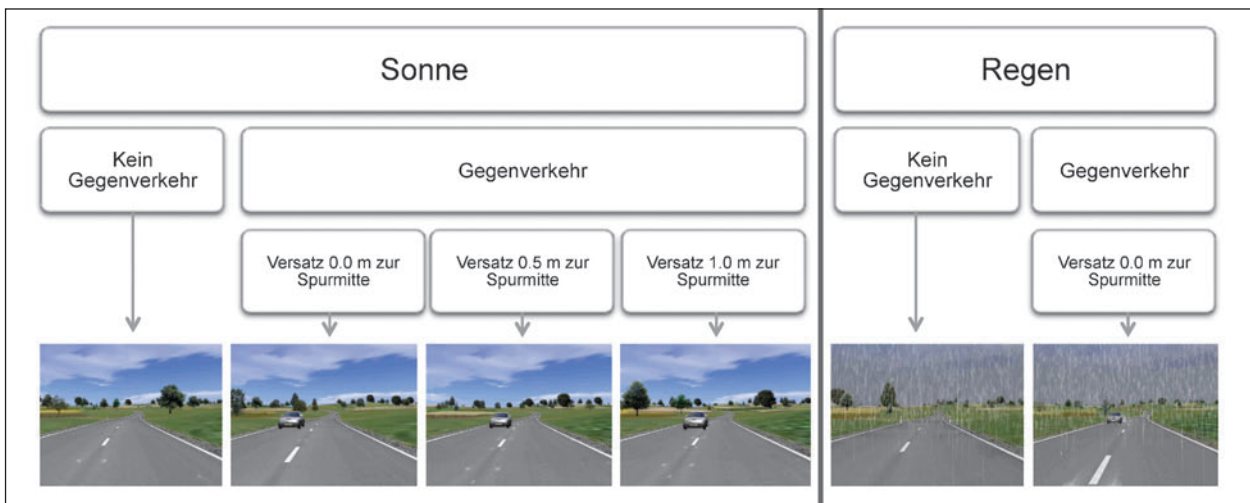 Sonne
Regen
Kein
Gegenverkehr
Gegenverkehr
Kein
Gegenverkehr
Gegenverkehr
Versatz 0.0 m zur
Spurmitte
Versatz 0.5 m zur
Spurmitte
Versatz 1.0 m zur
Spurmitte
Versatz 0.0 m zur
Spurmitte